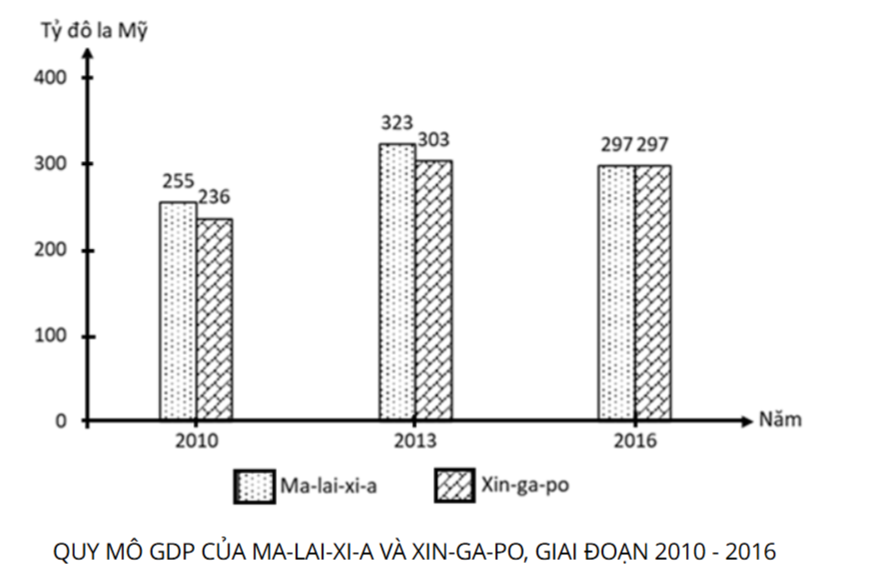 Tỷ đô la Mỹ
400
300
200
100
0
255
236
323
303
297 297
2010
2013
2016
Năm
Ma-lai-xi-a
Xin-ga-po
QUY MÔ GDP CỦA MA-LAI-XI-A VÀ XIN-GA-PO, GIAI ĐOẠN 2010 - 2016